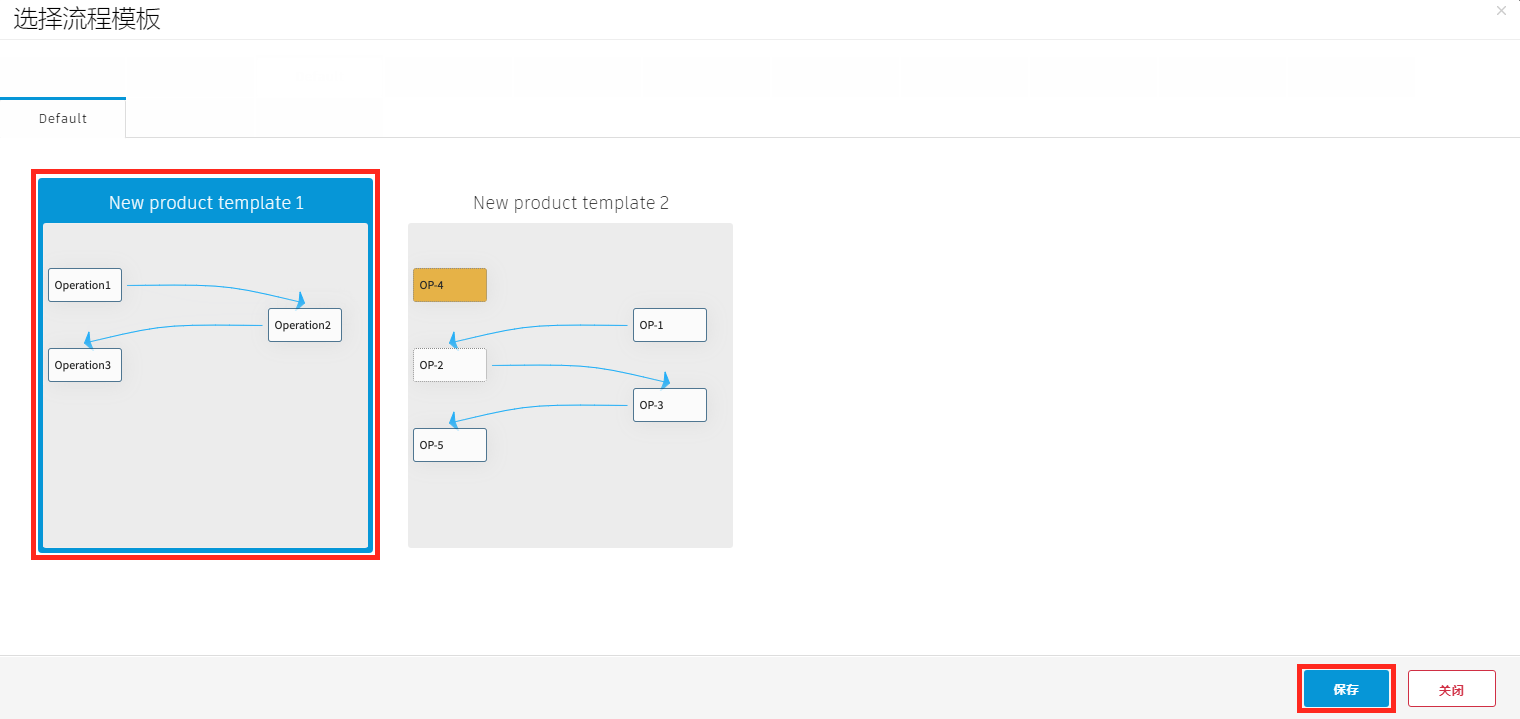 选择流程模板
Default
New product template 1
Operation1
Operation2
Operation3
New product template 2
OP-4
OP-1
OP-2
OP-3
OP-5
保存
关闭